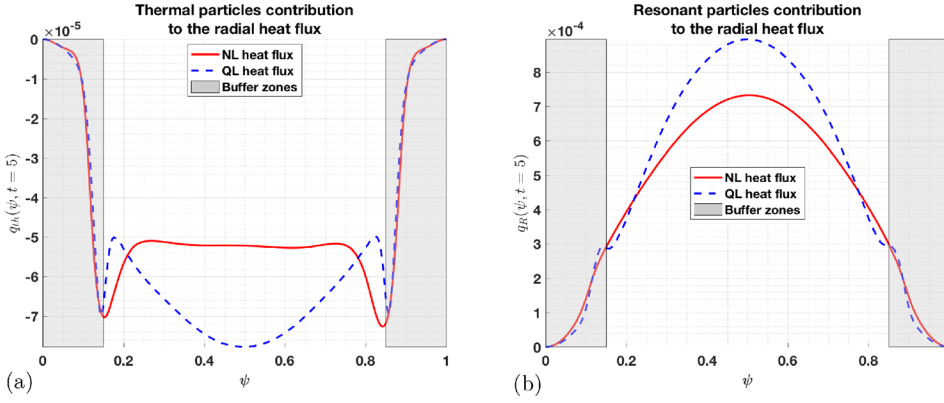 Thermal particles contribution
to the radial heat flux
×10⁻⁵
0
-1
-2
-3
-4
-5
-6
-7
q_th(ψ, t = 5)
NL heat flux
QL heat flux
Buffer zones
0
0.2
0.4
0.6
0.8
1
ψ
(a)
Resonant particles contribution
to the radial heat flux
×10⁻⁴
8
7
6
5
4
3
2
1
0
q_R(ψ, t = 5)
NL heat flux
QL heat flux
Buffer zones
0
0.2
0.4
0.6
0.8
ψ
(b)